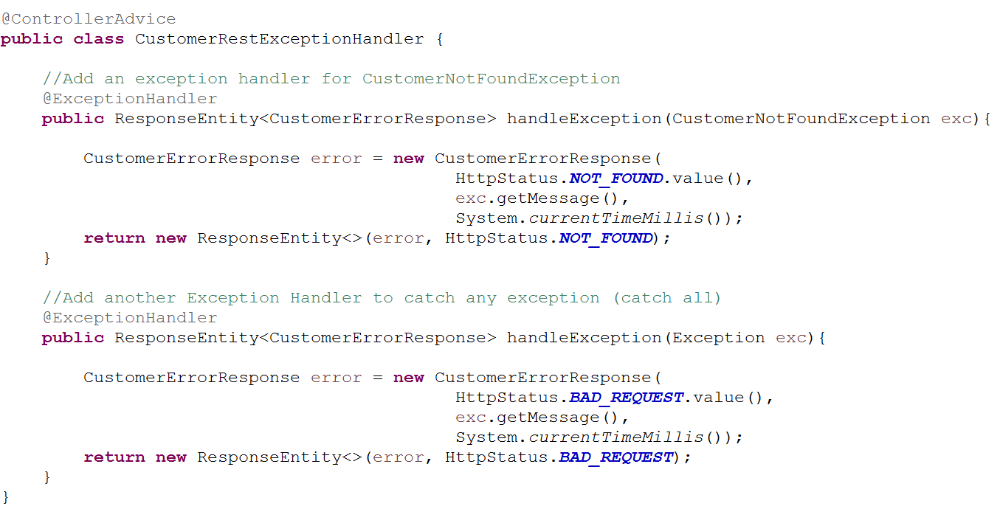 @ControllerAdvice
public class CustomerRestExceptionHandler {
//Add an exception handler for CustomerNotFoundException
@ExceptionHandler
public ResponseEntity<CustomerErrorResponse> handleException(CustomerNotFoundException exc){
CustomerErrorResponse error = new CustomerErrorResponse(
HttpStatus.NOT_FOUND.value(),
exc.getMessage(),
System.currentTimeMillis());
return new ResponseEntity<>(error, HttpStatus.NOT_FOUND);
}
//Add another Exception Handler to catch any exception (catch all)
@ExceptionHandler
public ResponseEntity<CustomerErrorResponse> handleException(Exception exc){
CustomerErrorResponse error = new CustomerErrorResponse(
HttpStatus.BAD_REQUEST.value(),
exc.getMessage(),
System.currentTimeMillis());
return new ResponseEntity<>(error, HttpStatus.BAD_REQUEST);
}
}